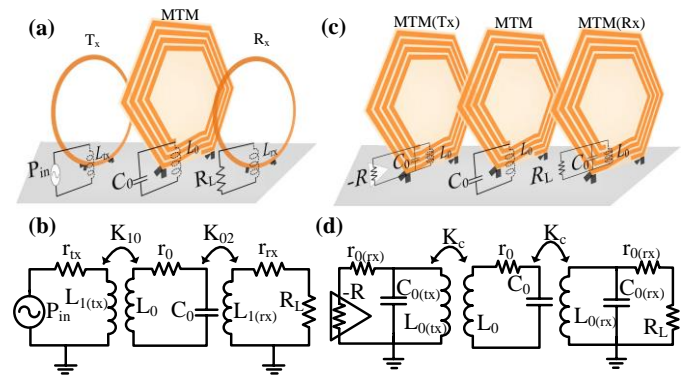 (a)
MTM
Tx
Rx
Pin
Ltx
C0
L0
RL
Ltx
(c)
MTM(Tx)
MTM
MTM(Rx)
-R
C0
L0
C0
L0
RL
C0
L0
(b)
K10
K02
rtx
r0
rrx
Pin
L1(tx)
L0
C0
L1(rx)
RL
(d)
Kc
Kc
r0(rx)
r0
r0(rx)
-R
C0(tx)
L0(tx)
L0
C0
L0(rx)
C0(rx)
RL